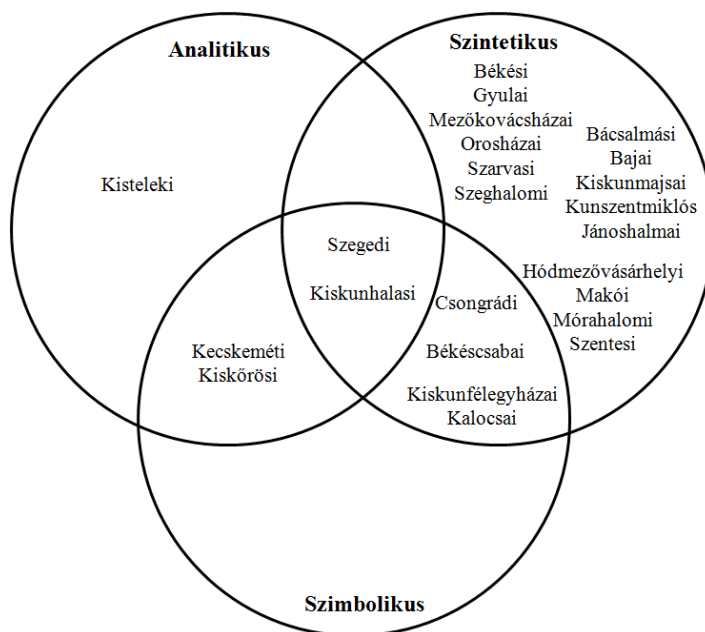 Analitikus
Szintetikus
Békési
Gyulai
Mezőkovácsházai
Orosházai
Szarvasi
Szeghalomi
Bácsalmási
Bajai
Kiskunmajsai
Kunszentmiklós
Jánoshalmai
Kisteleki
Szegedi
Kiskunhalasi
Hódmezővásárhelyi
Makói
Mórahalomi
Szentesi
Csongrádi
Békéscsabai
Kiskunfélegyházai
Kalocsai
Kecskeméti
Kiskőrösi
Szimbolikus